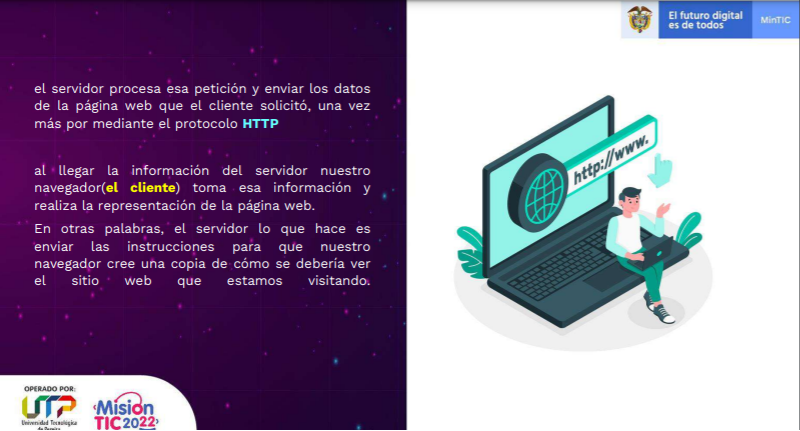 El futuro digital
es de todos
MinTIC
el servidor procesa esa petición y enviar los datos
de la página web que el cliente solicitó, una vez
más por mediante el protocolo HTTP
al llegar la información del servidor nuestro
navegador(el cliente) toma esa información y
realiza la representación de la página web.
En otras palabras, el servidor lo que hace es
enviar las instrucciones para que nuestro
navegador cree una copia de cómo se debería ver
el sitio web que estamos visitando.
http://www.
OPERADO POR:
UTP
Universidad Tecnológica
de Pereira
Misión
TIC2022